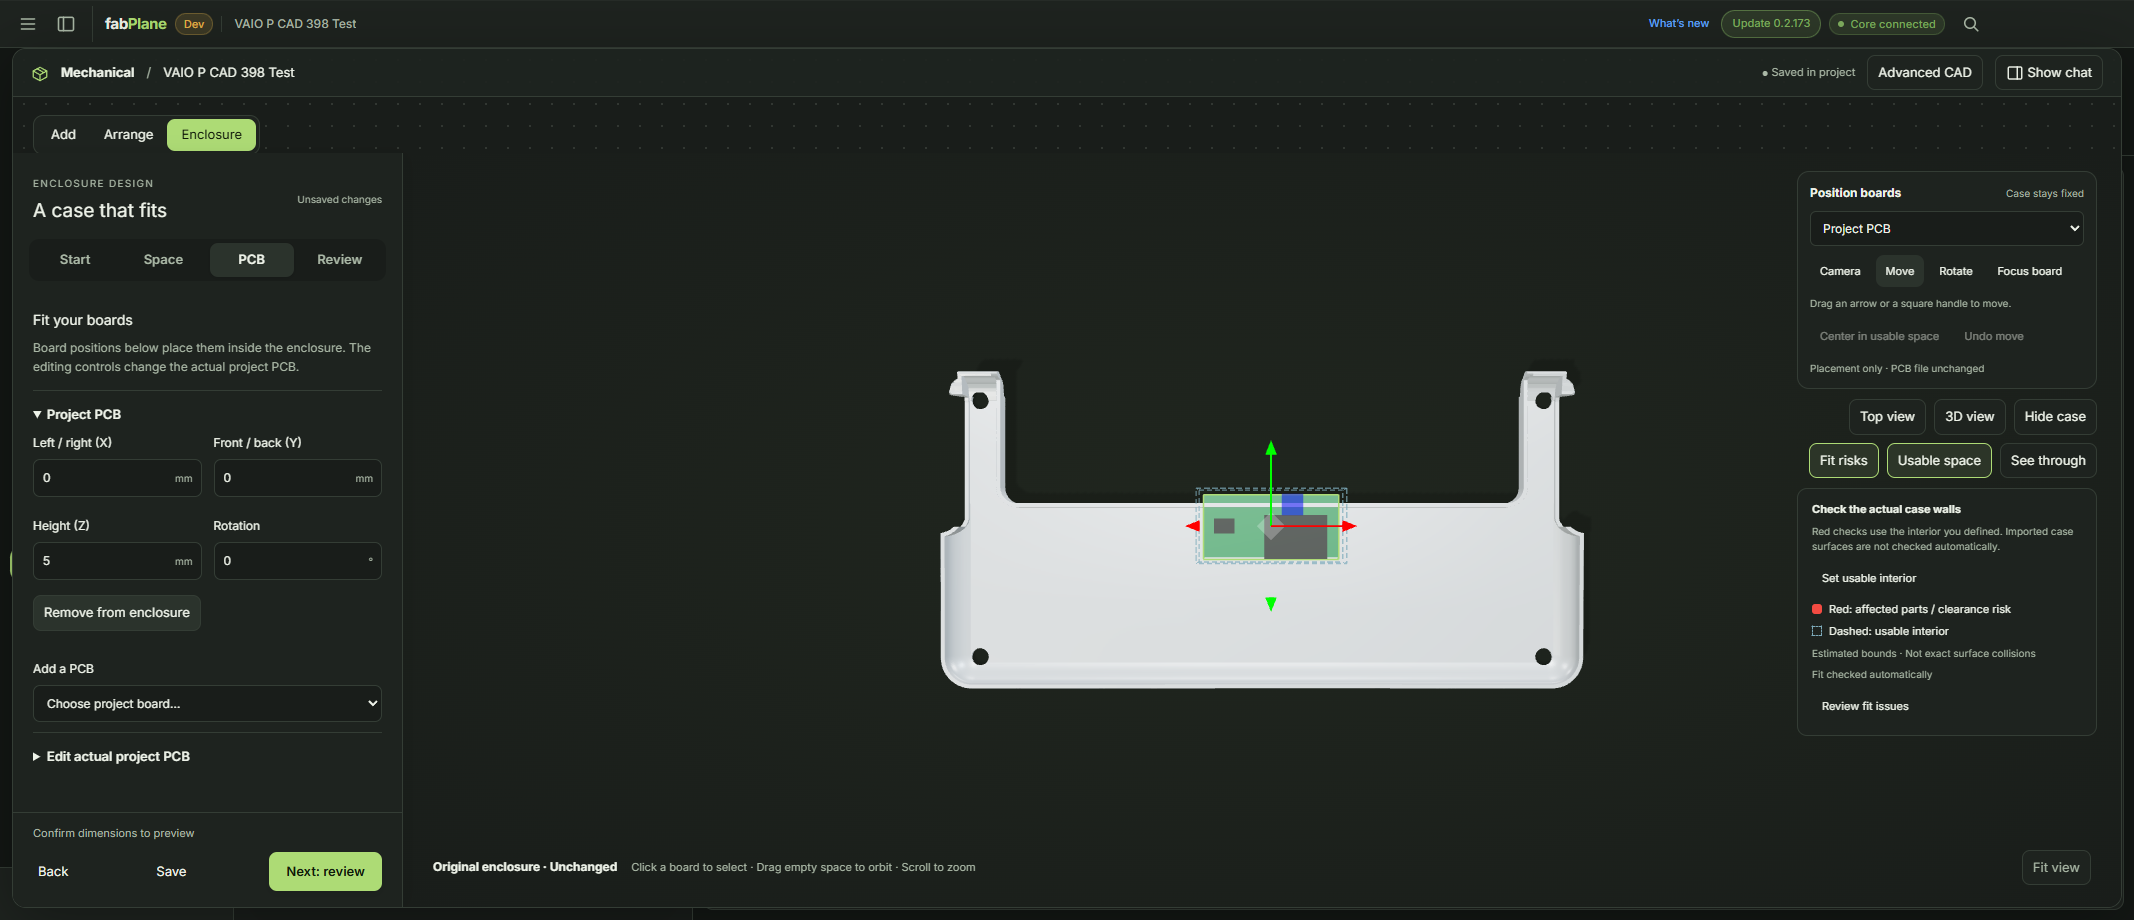 fabPlane Dev VAIO P CAD 398 Test
What's new Update 0.2.173 Core connected
Mechanical / VAIO P CAD 398 Test
Saved in project Advanced CAD Show chat
Add Arrange Enclosure
ENCLOSURE DESIGN
A case that fits
Unsaved changes
Start Space PCB Review
Fit your boards
Board positions below place them inside the enclosure. The
editing controls change the actual project PCB.
Project PCB
Left / right (X) Front / back (Y)
0 mm 0 mm
Height (Z) Rotation
5 mm 0 °
Remove from enclosure
Add a PCB
Choose project board...
Edit actual project PCB
Confirm dimensions to preview
Back Save Next: review
Original enclosure · Unchanged Click a board to select · Drag empty space to orbit · Scroll to zoom
Position boards Case stays fixed
Project PCB
Camera Move Rotate Focus board
Drag an arrow or a square handle to move.
Center in usable space Undo move
Placement only · PCB file unchanged
Top view 3D view Hide case
Fit risks Usable space See through
Check the actual case walls
Red checks use the interior you defined. Imported case
surfaces are not checked automatically.
Set usable interior
Red: affected parts / clearance risk
Dashed: usable interior
Estimated bounds · Not exact surface collisions
Fit checked automatically
Review fit issues
Fit view